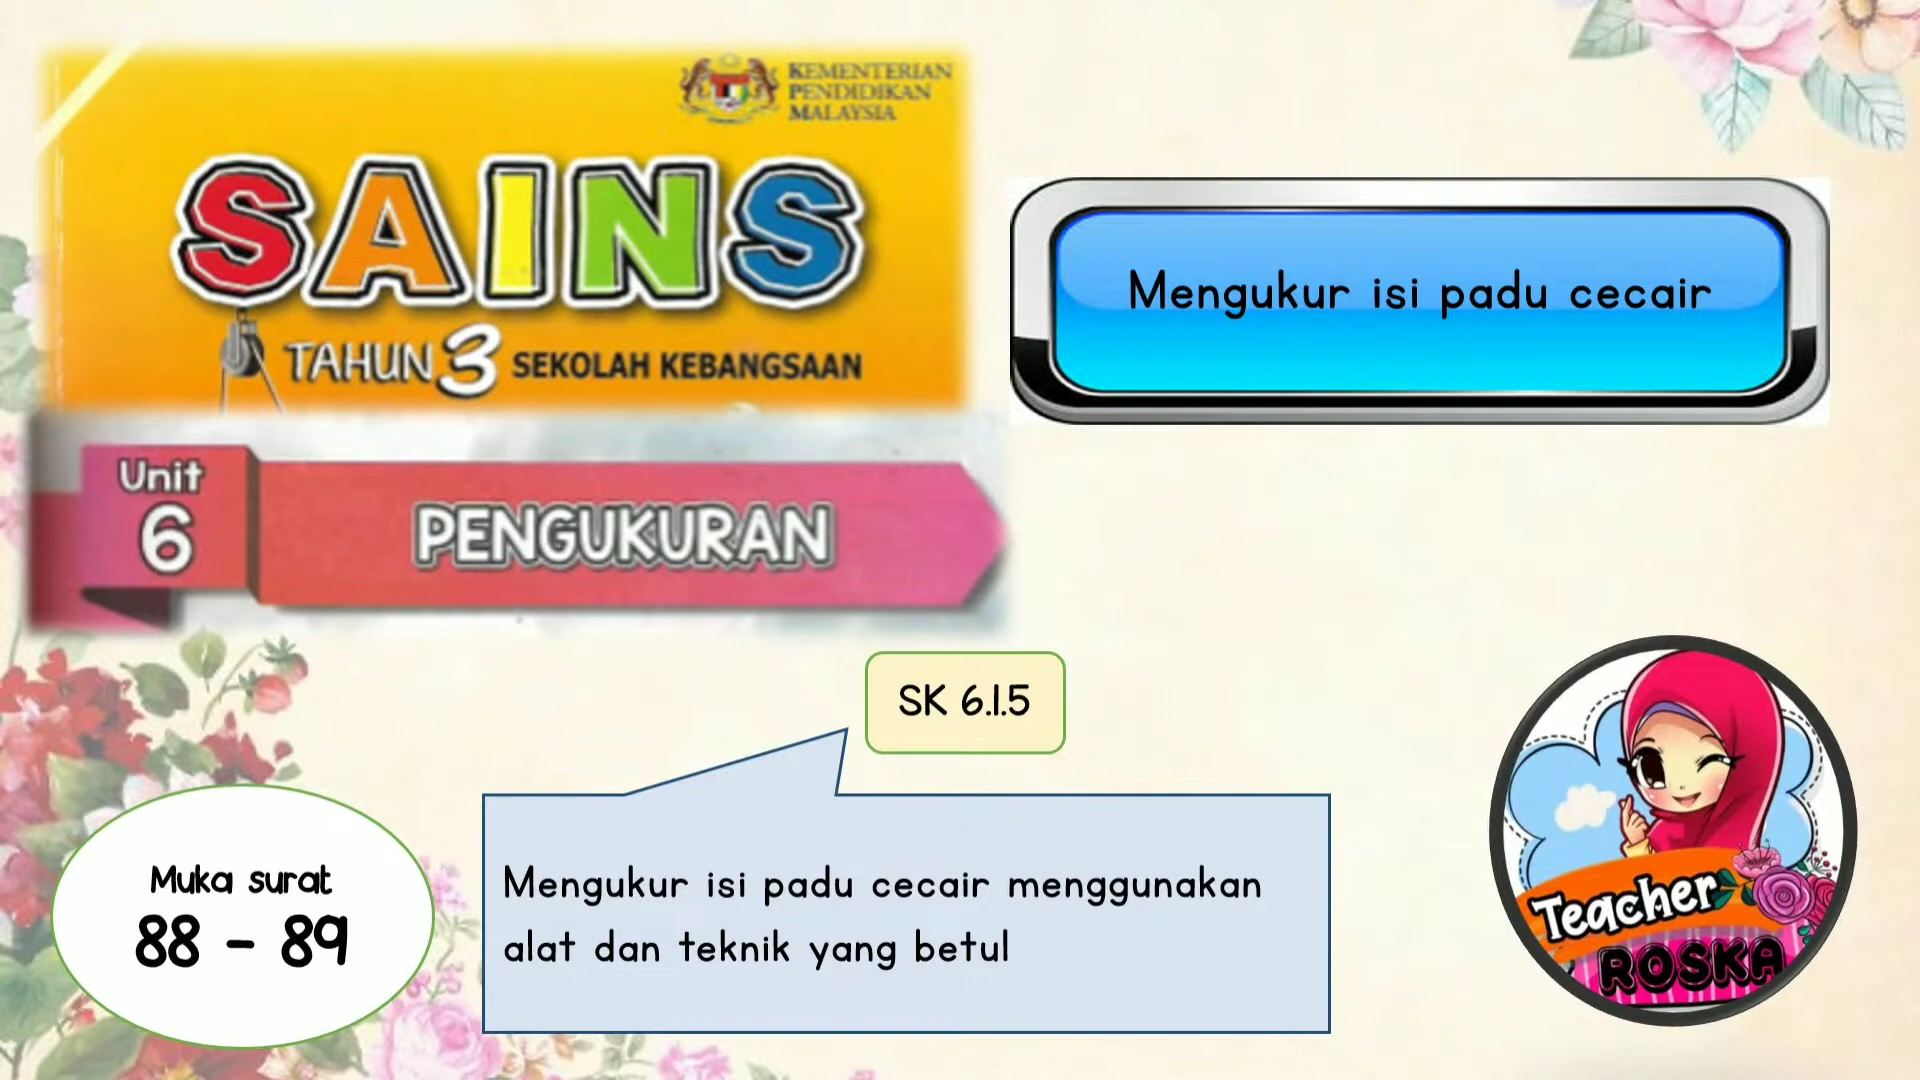 KEMENTERIAN
PENDIDIKAN
MALAYSIA
SAINS
TAHUN 3 SEKOLAH KEBANGSAAN
Mengukur isi padu cecair
Unit
6
PENGUKURAN
SK 6.1.5
Mengukur isi padu cecair menggunakan
alat dan teknik yang betul
Muka surat
88 - 89
Teacher
ROSKA